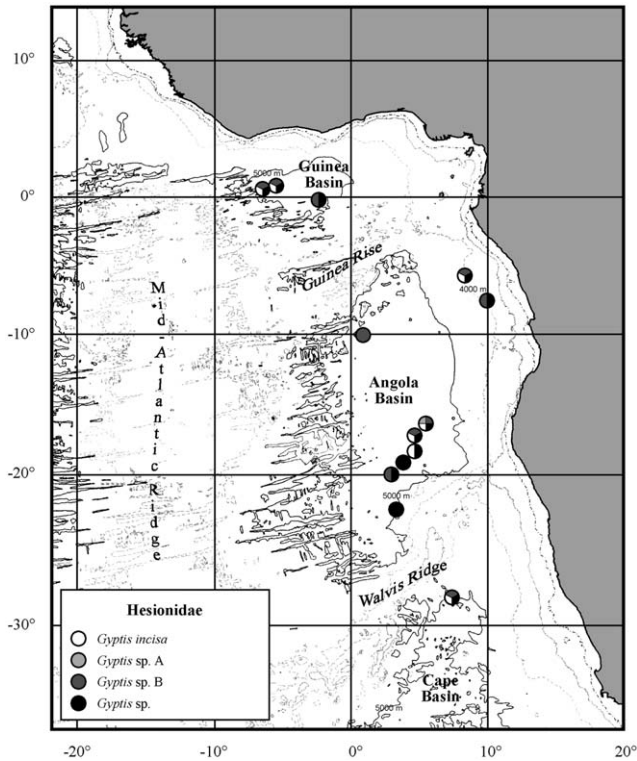 10°
0°
-10°
-20°
-30°
-20°
-10°
0°
10°
20°
5000 m
Guinea
Basin
Guinea Rise
4000 m
Mid-Atlantic Ridge
Angola
Basin
5000 m
Walvis Ridge
Cape
Basin
5000 m
Hesionidae
Gyptis incisa
Gyptis sp. A
Gyptis sp. B
Gyptis sp.